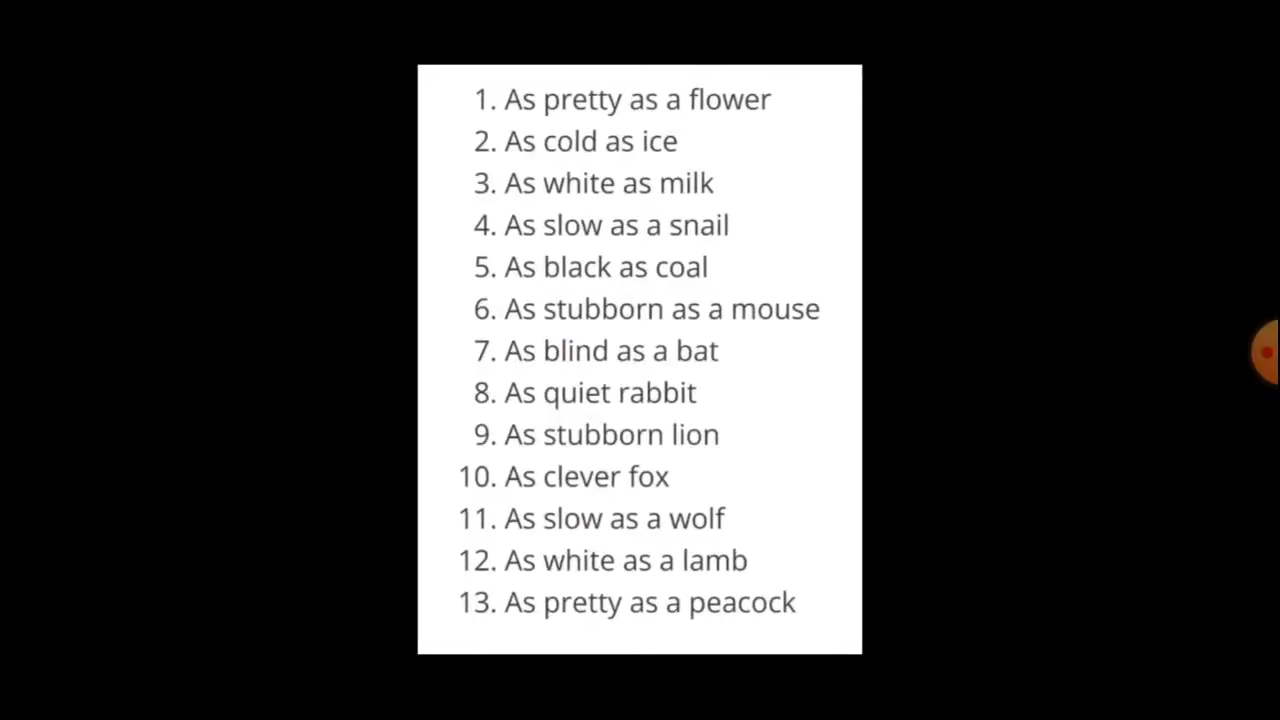 1. As pretty as a flower
2. As cold as ice
3. As white as milk
4. As slow as a snail
5. As black as coal
6. As stubborn as a mouse
7. As blind as a bat
8. As quiet rabbit
9. As stubborn lion
10. As clever fox
11. As slow as a wolf
12. As white as a lamb
13. As pretty as a peacock